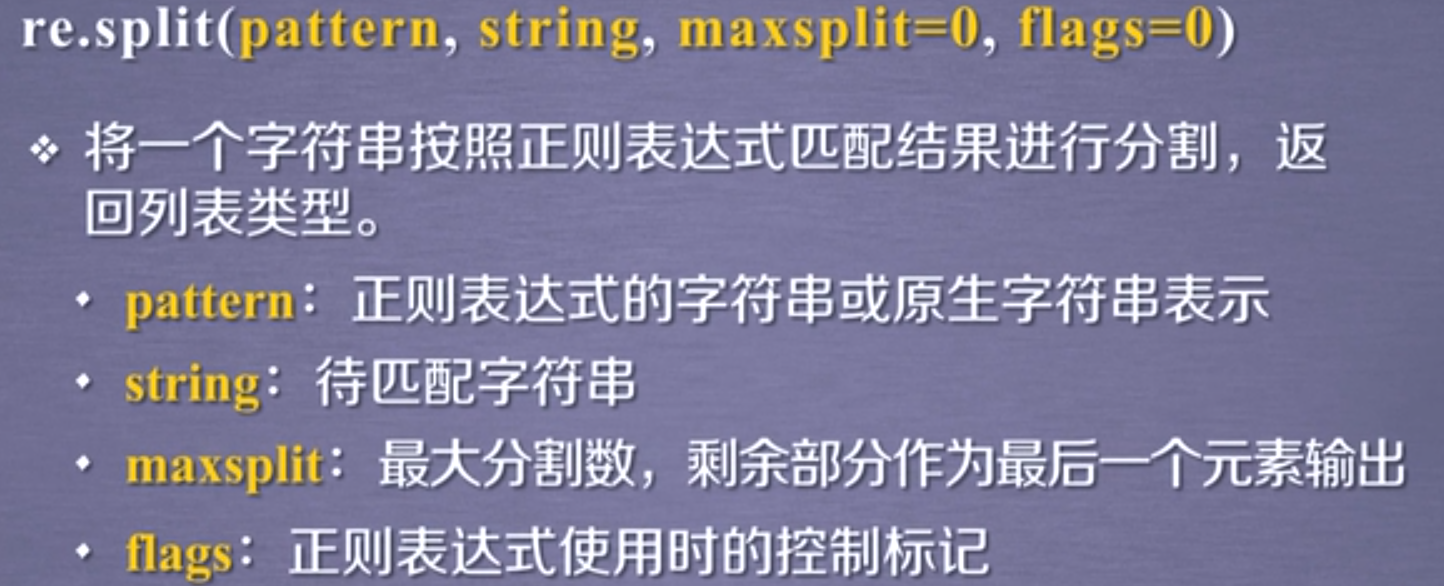 re.split(pattern, string, maxsplit=0, flags=0)
❖ 将一个字符串按照正则表达式匹配结果进行分割，返
回列表类型。
• pattern：正则表达式的字符串或原生字符串表示
• string：待匹配字符串
• maxsplit：最大分割数，剩余部分作为最后一个元素输出
• flags：正则表达式使用时的控制标记